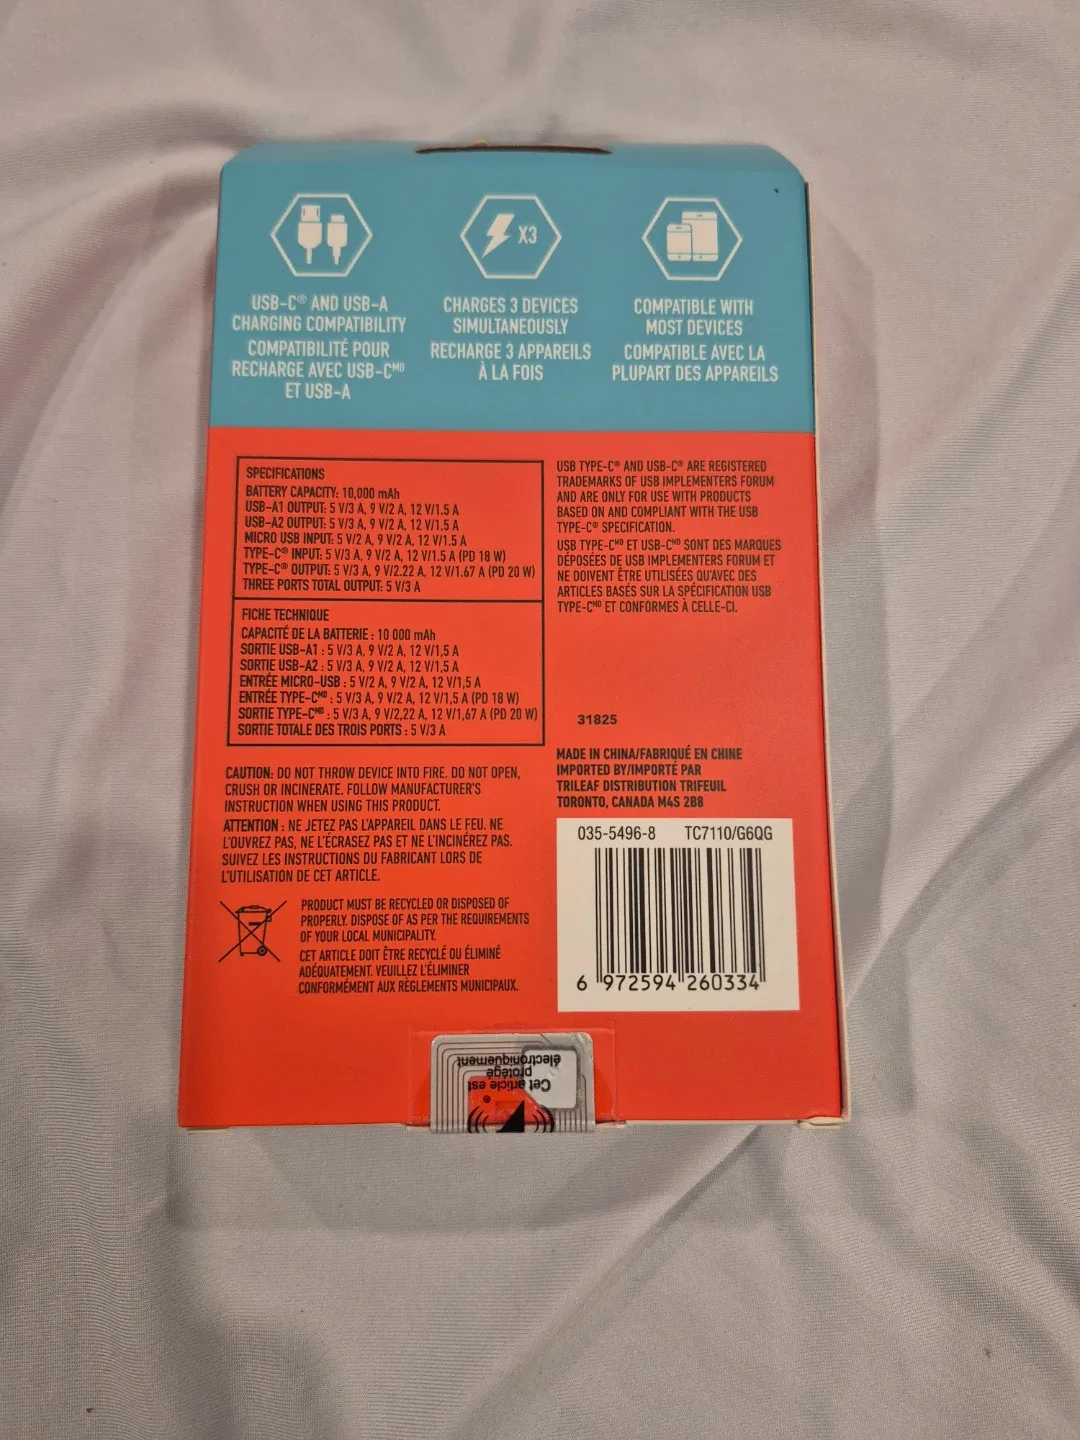 X3
USB-C® AND USB-A
CHARGING COMPATIBILITY
COMPATIBILITÉ POUR
RECHARGE AVEC USB-Cᴹᴰ
ET USB-A
CHARGES 3 DEVICES
SIMULTANEOUSLY
RECHARGE 3 APPAREILS
À LA FOIS
COMPATIBLE WITH
MOST DEVICES
COMPATIBLE AVEC LA
PLUPART DES APPAREILS
SPECIFICATIONS
BATTERY CAPACITY: 10,000 mAh
USB-A1 OUTPUT: 5 V/3 A, 9 V/2 A, 12 V/1.5 A
USB-A2 OUTPUT: 5 V/3 A, 9 V/2 A, 12 V/1.5 A
MICRO USB INPUT: 5 V/2 A, 9 V/2 A, 12 V/1.5 A
TYPE-C® INPUT: 5 V/3 A, 9 V/2 A, 12 V/1.5 A (PD 18 W)
TYPE-C® OUTPUT: 5 V/3 A, 9 V/2.22 A, 12 V/1.67 A (PD 20 W)
THREE PORTS TOTAL OUTPUT: 5 V/3 A
FICHE TECHNIQUE
CAPACITÉ DE LA BATTERIE : 10 000 mAh
SORTIE USB-A1 : 5 V/3 A, 9 V/2 A, 12 V/1,5 A
SORTIE USB-A2 : 5 V/3 A, 9 V/2 A, 12 V/1,5 A
ENTRÉE MICRO-USB : 5 V/2 A, 9 V/2 A, 12 V/1,5 A
ENTRÉE TYPE-Cᴹᴰ : 5 V/3 A, 9 V/2 A, 12 V/1,5 A (PD 18 W)
SORTIE TYPE-Cᴹᴰ : 5 V/3 A, 9 V/2,22 A, 12 V/1,67 A (PD 20 W)
SORTIE TOTALE DES TROIS PORTS : 5 V/3 A
CAUTION: DO NOT THROW DEVICE INTO FIRE. DO NOT OPEN,
CRUSH OR INCINERATE. FOLLOW MANUFACTURER'S
INSTRUCTION WHEN USING THIS PRODUCT.
ATTENTION : NE JETEZ PAS L'APPAREIL DANS LE FEU. NE
L'OUVREZ PAS, NE L'ÉCRASEZ PAS ET NE L'INCINÉREZ PAS.
SUIVEZ LES INSTRUCTIONS DU FABRICANT LORS DE
L'UTILISATION DE CET ARTICLE.
PRODUCT MUST BE RECYCLED OR DISPOSED OF
PROPERLY. DISPOSE OF AS PER THE REQUIREMENTS
OF YOUR LOCAL MUNICIPALITY.
CET ARTICLE DOIT ÊTRE RECYCLÉ OU ÉLIMINÉ
ADÉQUATEMENT. VEUILLEZ L'ÉLIMINER
CONFORMÉMENT AUX RÈGLEMENTS MUNICIPAUX.
USB TYPE-C® AND USB-C® ARE REGISTERED
TRADEMARKS OF USB IMPLEMENTERS FORUM
AND ARE ONLY FOR USE WITH PRODUCTS
BASED ON AND COMPLIANT WITH THE USB
TYPE-C® SPECIFICATION.
USB TYPE-Cᴹᴰ ET USB-Cᴹᴰ SONT DES MARQUES
DÉPOSÉES DE USB IMPLEMENTERS FORUM ET
NE DOIVENT ÊTRE UTILISÉES QU'AVEC DES
ARTICLES BASÉS SUR LA SPÉCIFICATION USB
TYPE-Cᴹᴰ ET CONFORMES À CELLE-CI.
31825
MADE IN CHINA/FABRIQUÉ EN CHINE
IMPORTED BY/IMPORTÉ PAR
TRILEAF DISTRIBUTION TRIFEUIL
TORONTO, CANADA M4S 2B8
035-5496-8 TC7110/G6QG
6 972594 260334
Cet article est
protégé
électroniquement
®